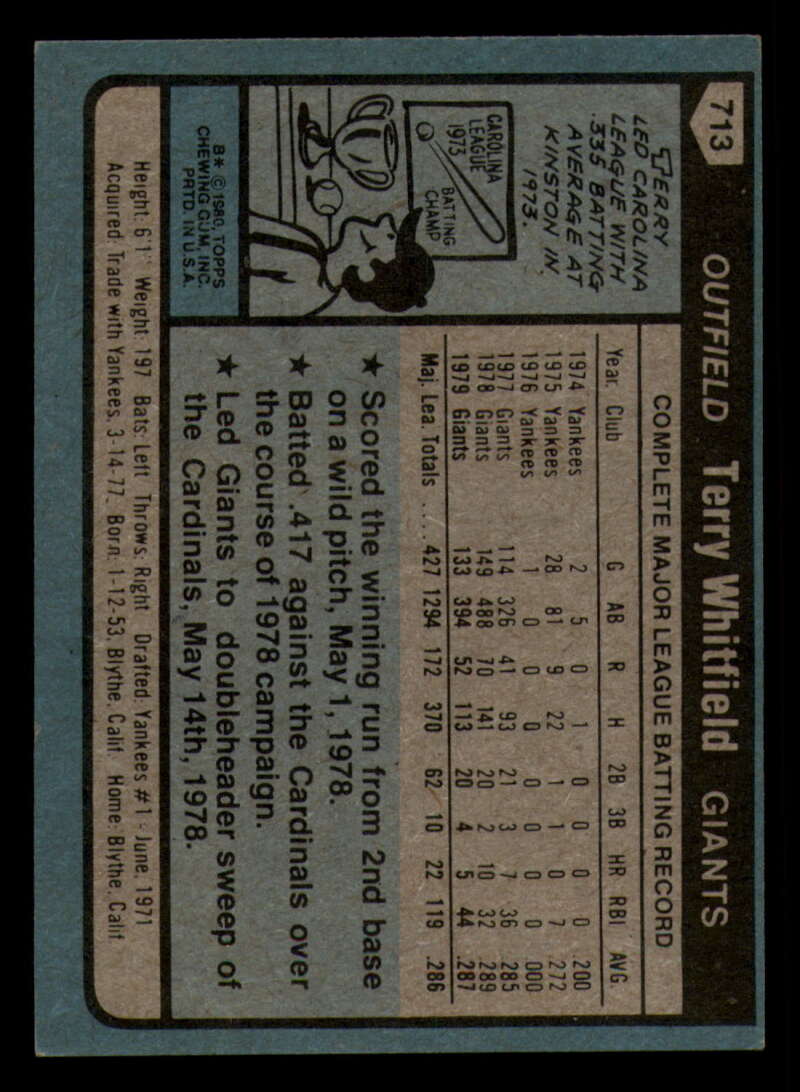 713
OUTFIELD Terry Whitfield GIANTS
TERRY
LED CAROLINA
LEAGUE WITH
.335 BATTING
AVERAGE AT
KINSTON IN
1973.
CAROLINA
LEAGUE
1973
BATTING
CHAMP
B* © 1980, TOPPS
CHEWING GUM, INC.
PRTD. IN U.S.A.
COMPLETE MAJOR LEAGUE BATTING RECORD
Year. Club G AB R H 2B 3B HR RBI AVG.
1974 Yankees 2 5 0 1 0 0 0 0 .200
1975 Yankees 28 81 9 22 1 1 0 7 .272
1976 Yankees 1 0 0 0 0 0 0 0 .000
1977 Giants 114 326 41 93 21 3 7 36 .285
1978 Giants 149 488 70 141 20 2 10 32 .289
1979 Giants 133 394 52 113 20 4 5 44 .287
Maj. Lea. Totals .... 427 1294 172 370 62 10 22 119 .286
★ Scored the winning run from 2nd base
on a wild pitch, May 1, 1978.
★ Batted .417 against the Cardinals over
the course of 1978 campaign.
★ Led Giants to doubleheader sweep of
the Cardinals, May 14th, 1978.
Height: 6'1" Weight: 197 Bats: Left Throws: Right Drafted: Yankees #1 - June, 1971
Acquired: Trade with Yankees, 3-14-77 Born: 1-12-53, Blythe, Calif. Home: Blythe, Calif.